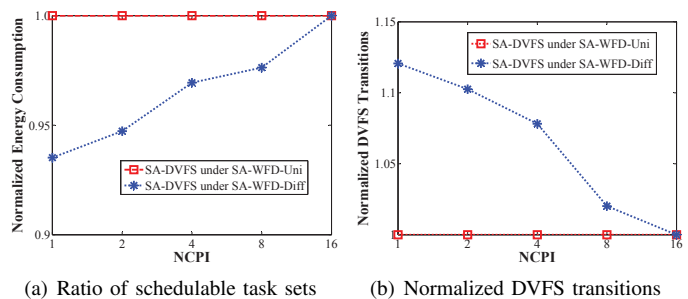 Normalized Energy Consumption
1.0
0.95
0.9
1
2
4
8
16
NCPI
SA-DVFS under SA-WFD-Uni
SA-DVFS under SA-WFD-Diff
(a) Ratio of schedulable task sets
Normalized DVFS Transitions
1.15
1.1
1.05
1
2
4
8
16
NCPI
SA-DVFS under SA-WFD-Uni
SA-DVFS under SA-WFD-Diff
(b) Normalized DVFS transitions